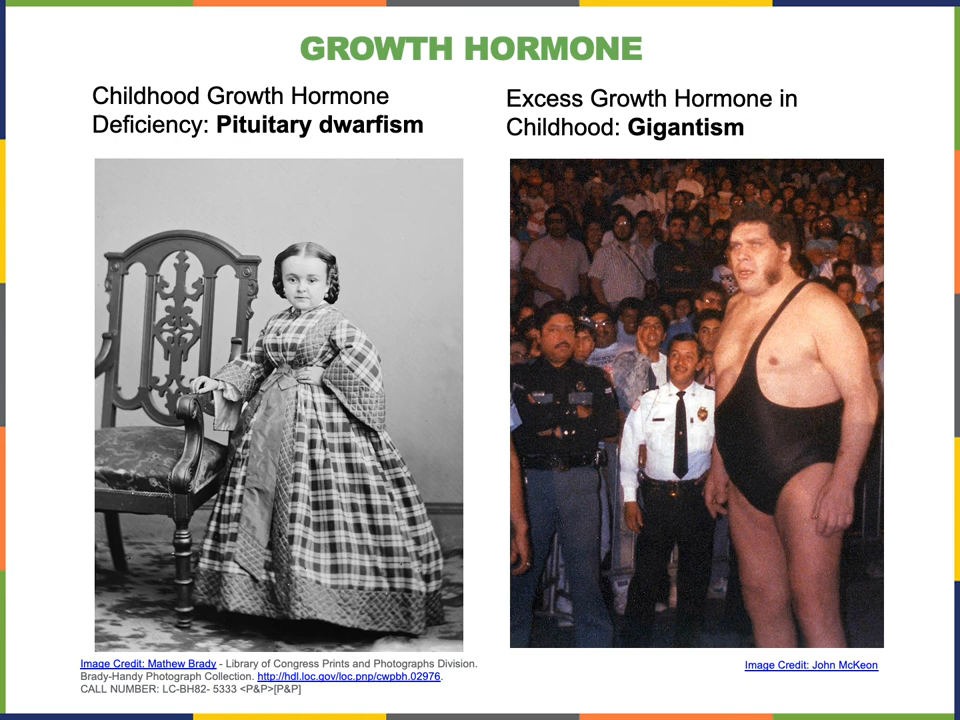 GROWTH HORMONE
Childhood Growth Hormone
Deficiency: Pituitary dwarfism
Excess Growth Hormone in
Childhood: Gigantism
Image Credit: Mathew Brady - Library of Congress Prints and Photographs Division.
Brady-Handy Photograph Collection. http://hdl.loc.gov/loc.pnp/cwpbh.02976.
CALL NUMBER: LC-BH82- 5333 <P&P>[P&P]
Image Credit: John McKeon